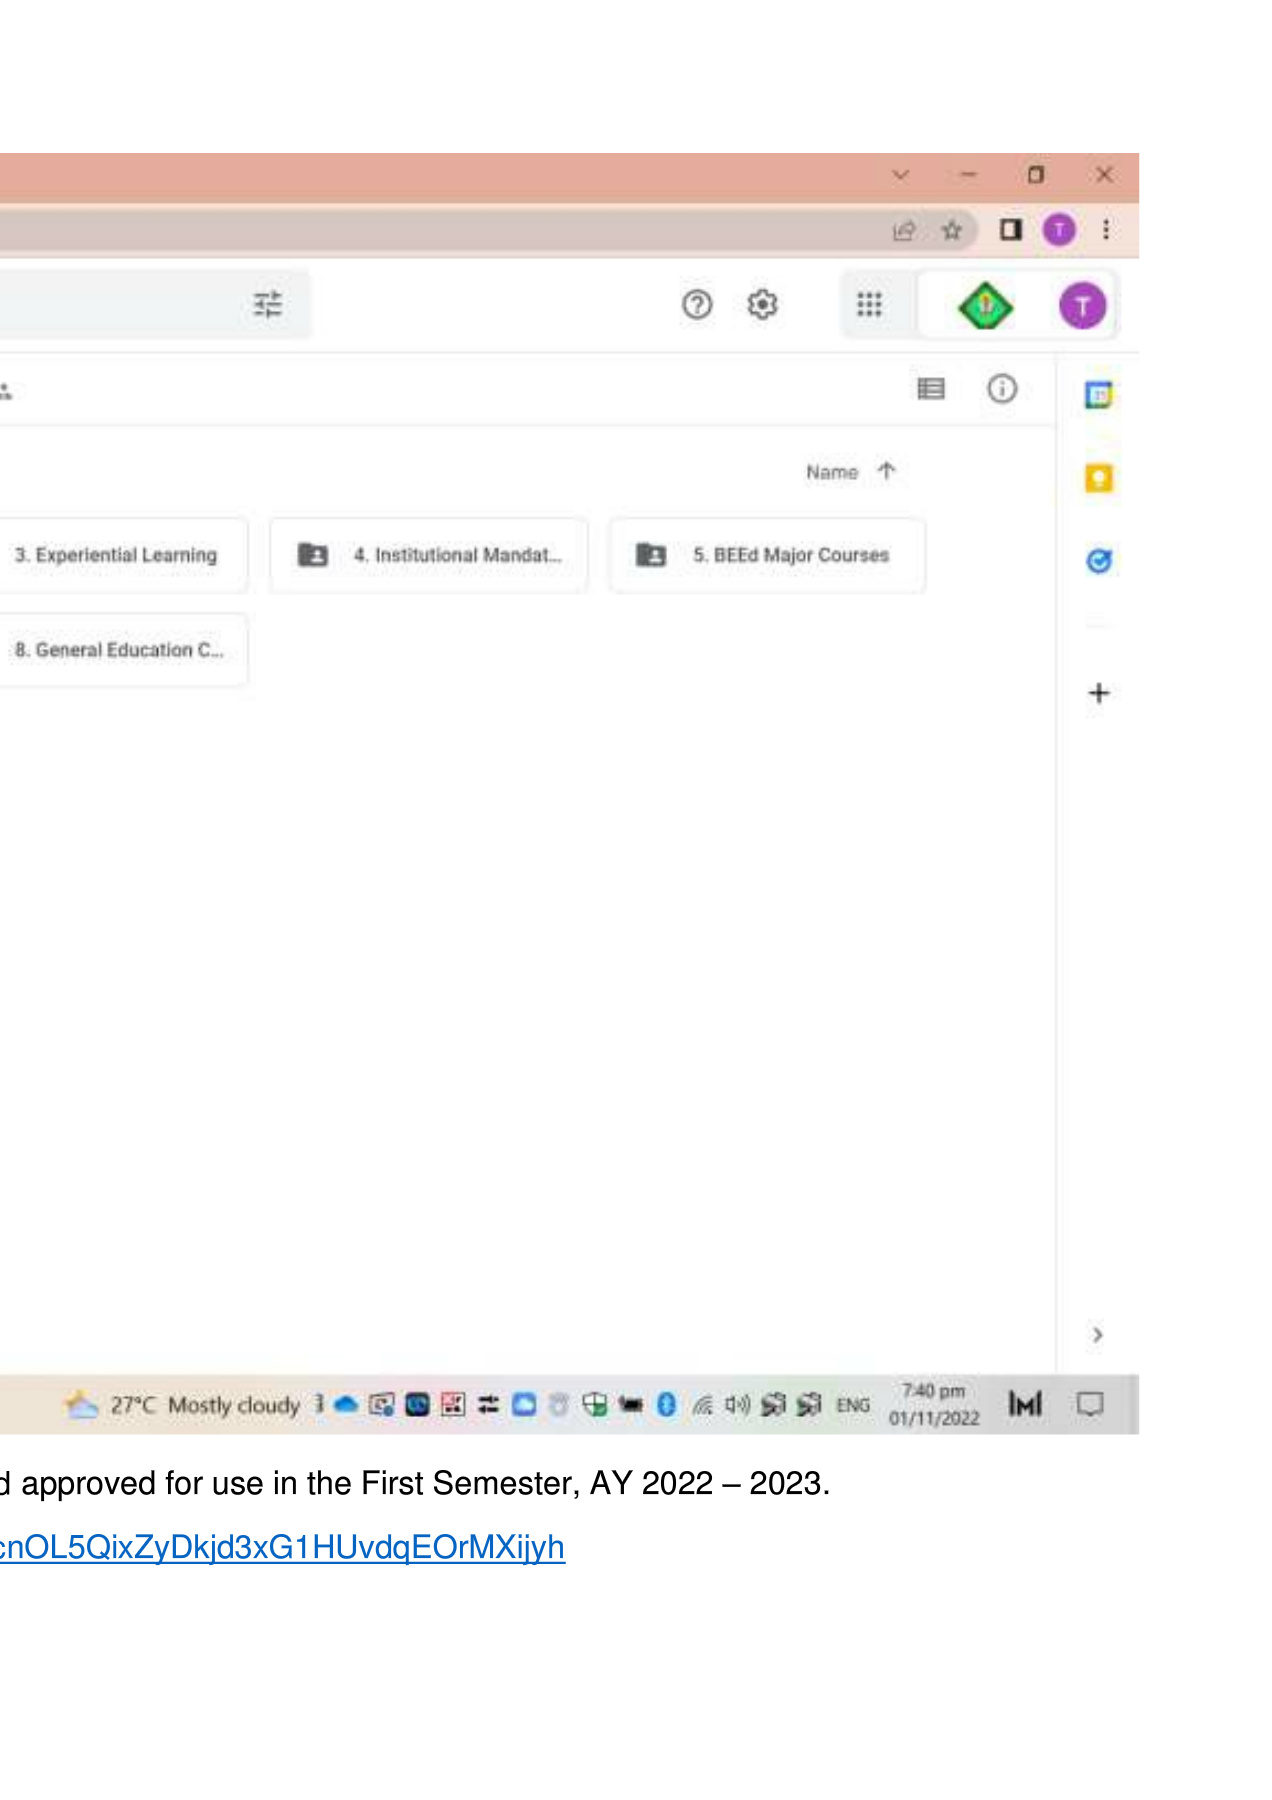 T
T
Name
3. Experiential Learning
4. Institutional Mandat...
5. BEEd Major Courses
8. General Education C...
27°C Mostly cloudy
ENG
7:40 pm
01/11/2022
d approved for use in the First Semester, AY 2022 – 2023.
cnOL5QixZyDkjd3xG1HUvdqEOrMXijyh